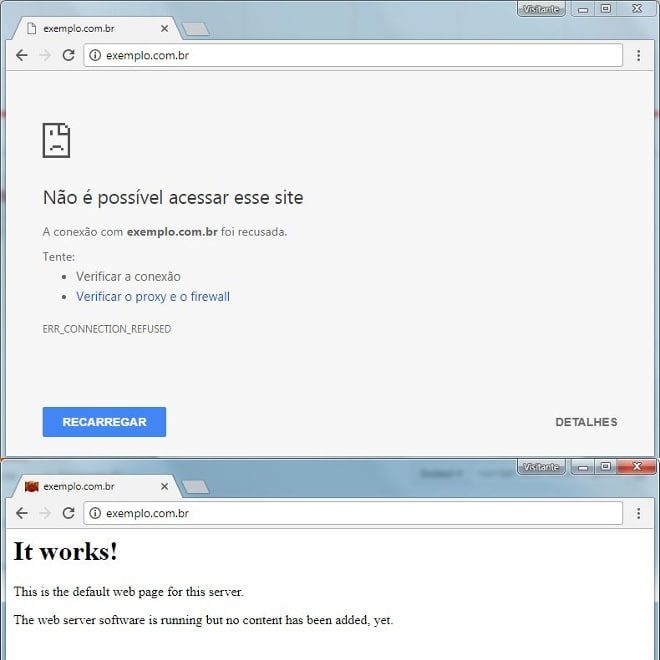 Visitante
exemplo.com.br
exemplo.com.br
Não é possível acessar esse site
A conexão com exemplo.com.br foi recusada.
Tente:
Verificar a conexão
Verificar o proxy e o firewall
ERR_CONNECTION_REFUSED
RECARREGAR DETALHES
Visitante
exemplo.com.br
exemplo.com.br
It works!
This is the default web page for this server.
The web server software is running but no content has been added, yet.